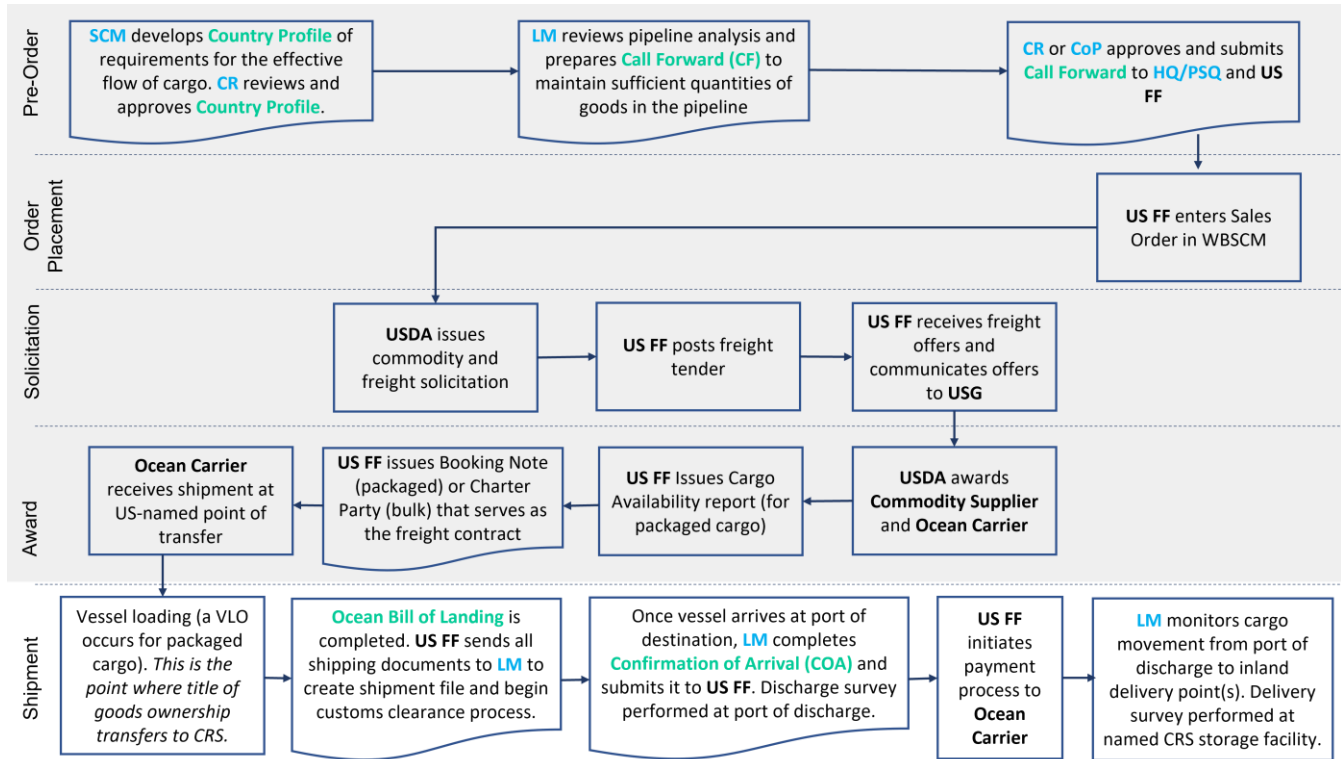 Pre-Order
SCM develops Country Profile of
requirements for the effective
flow of cargo. CR reviews and
approves Country Profile.
LM reviews pipeline analysis and
prepares Call Forward (CF) to
maintain sufficient quantities of
goods in the pipeline
CR or CoP approves and submits
Call Forward to HQ/PSQ and US
FF
Order
Placement
US FF enters Sales
Order in WBSCM
Solicitation
USDA issues
commodity and
freight solicitation
US FF posts freight
tender
US FF receives freight
offers and
communicates offers
to USG
Award
Ocean Carrier
receives shipment at
US-named point of
transfer
US FF issues Booking Note
(packaged) or Charter
Party (bulk) that serves as
the freight contract
US FF Issues Cargo
Availability report (for
packaged cargo)
USDA awards
Commodity Supplier
and Ocean Carrier
Shipment
Vessel loading (a VLO
occurs for packaged
cargo). This is the
point where title of
goods ownership
transfers to CRS.
Ocean Bill of Landing is
completed. US FF sends all
shipping documents to LM to
create shipment file and begin
customs clearance process.
Once vessel arrives at port of
destination, LM completes
Confirmation of Arrival (COA) and
submits it to US FF. Discharge survey
performed at port of discharge.
US FF
initiates
payment
process to
Ocean
Carrier
LM monitors cargo
movement from port of
discharge to inland
delivery point(s). Delivery
survey performed at
named CRS storage facility.